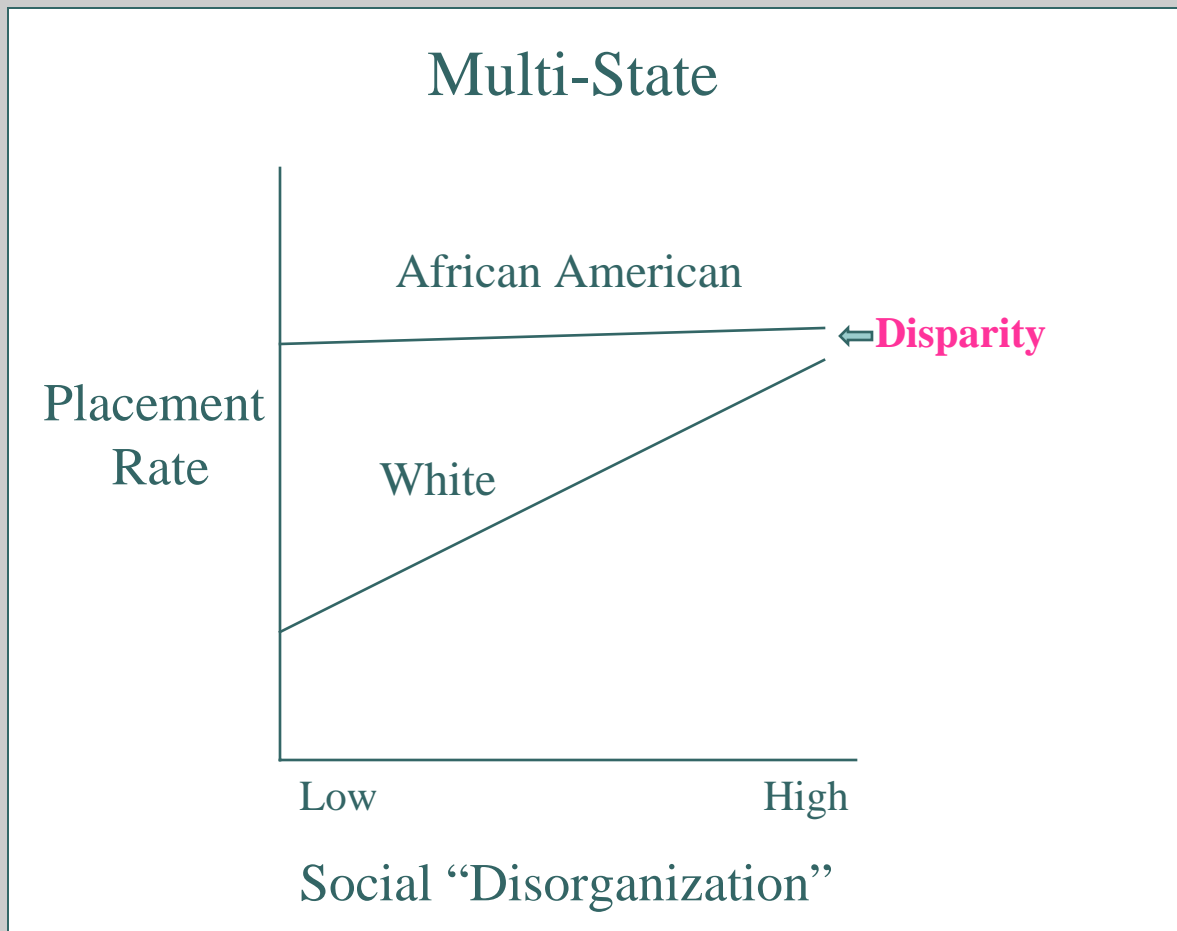 Multi-State
African American
Disparity
Placement
Rate
White
Low
High
Social “Disorganization”